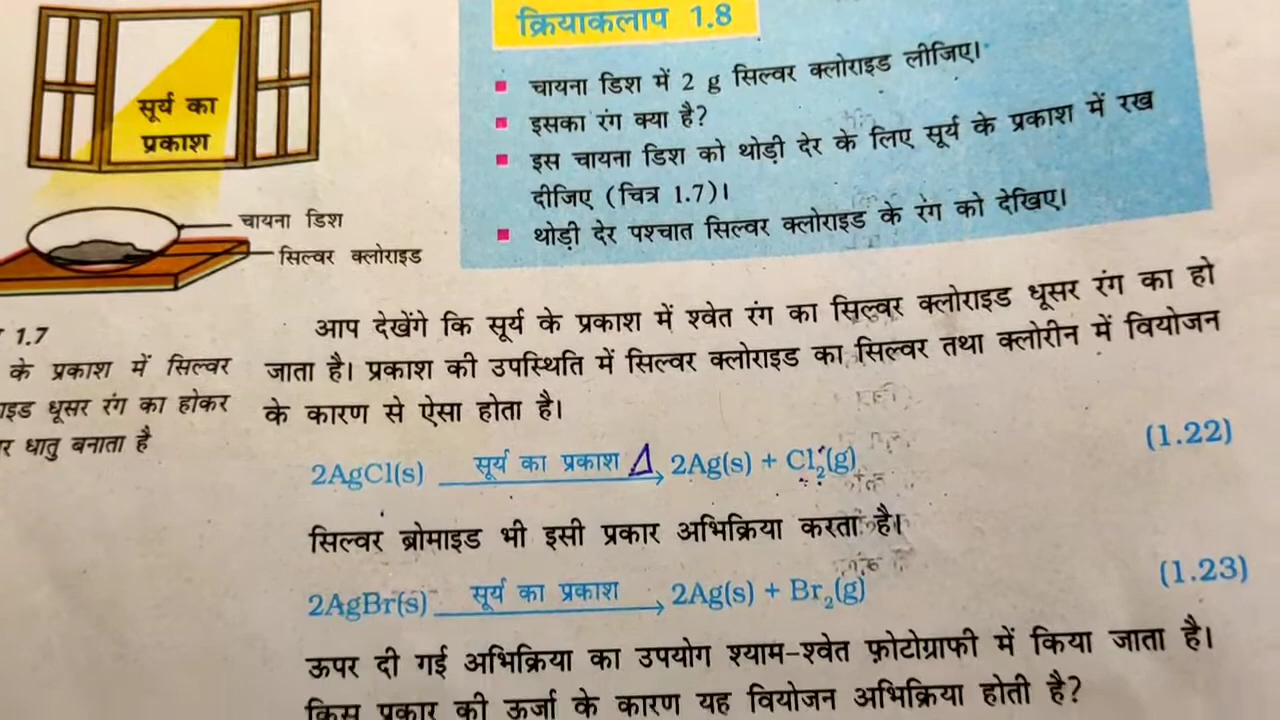 सूर्य का
प्रकाश
चायना डिश
सिल्वर क्लोराइड
1.7
के प्रकाश में सिल्वर
धूसर रंग का होकर
धातु बनाता है
क्रियाकलाप 1.8
चायना डिश में 2 g सिल्वर क्लोराइड लीजिए।
इसका रंग क्या है?
इस चायना डिश को थोड़ी देर के लिए सूर्य के प्रकाश में रख
दीजिए (चित्र 1.7)।
थोड़ी देर पश्चात सिल्वर क्लोराइड के रंग को देखिए।
आप देखेंगे कि सूर्य के प्रकाश में श्वेत रंग का सिल्वर क्लोराइड धूसर रंग का हो
जाता है। प्रकाश की उपस्थिति में सिल्वर क्लोराइड का सिल्वर तथा क्लोरीन में वियोजन
के कारण से ऐसा होता है।
2AgCl(s) सूर्य का प्रकाश Δ → 2Ag(s) + Cl₂(g) (1.22)
सिल्वर ब्रोमाइड भी इसी प्रकार अभिक्रिया करता है।
2AgBr(s) सूर्य का प्रकाश → 2Ag(s) + Br₂(g) (1.23)
ऊपर दी गई अभिक्रिया का उपयोग श्याम-श्वेत फ़ोटोग्राफी में किया जाता है।
किस प्रकार की ऊर्जा के कारण यह वियोजन अभिक्रिया होती है?